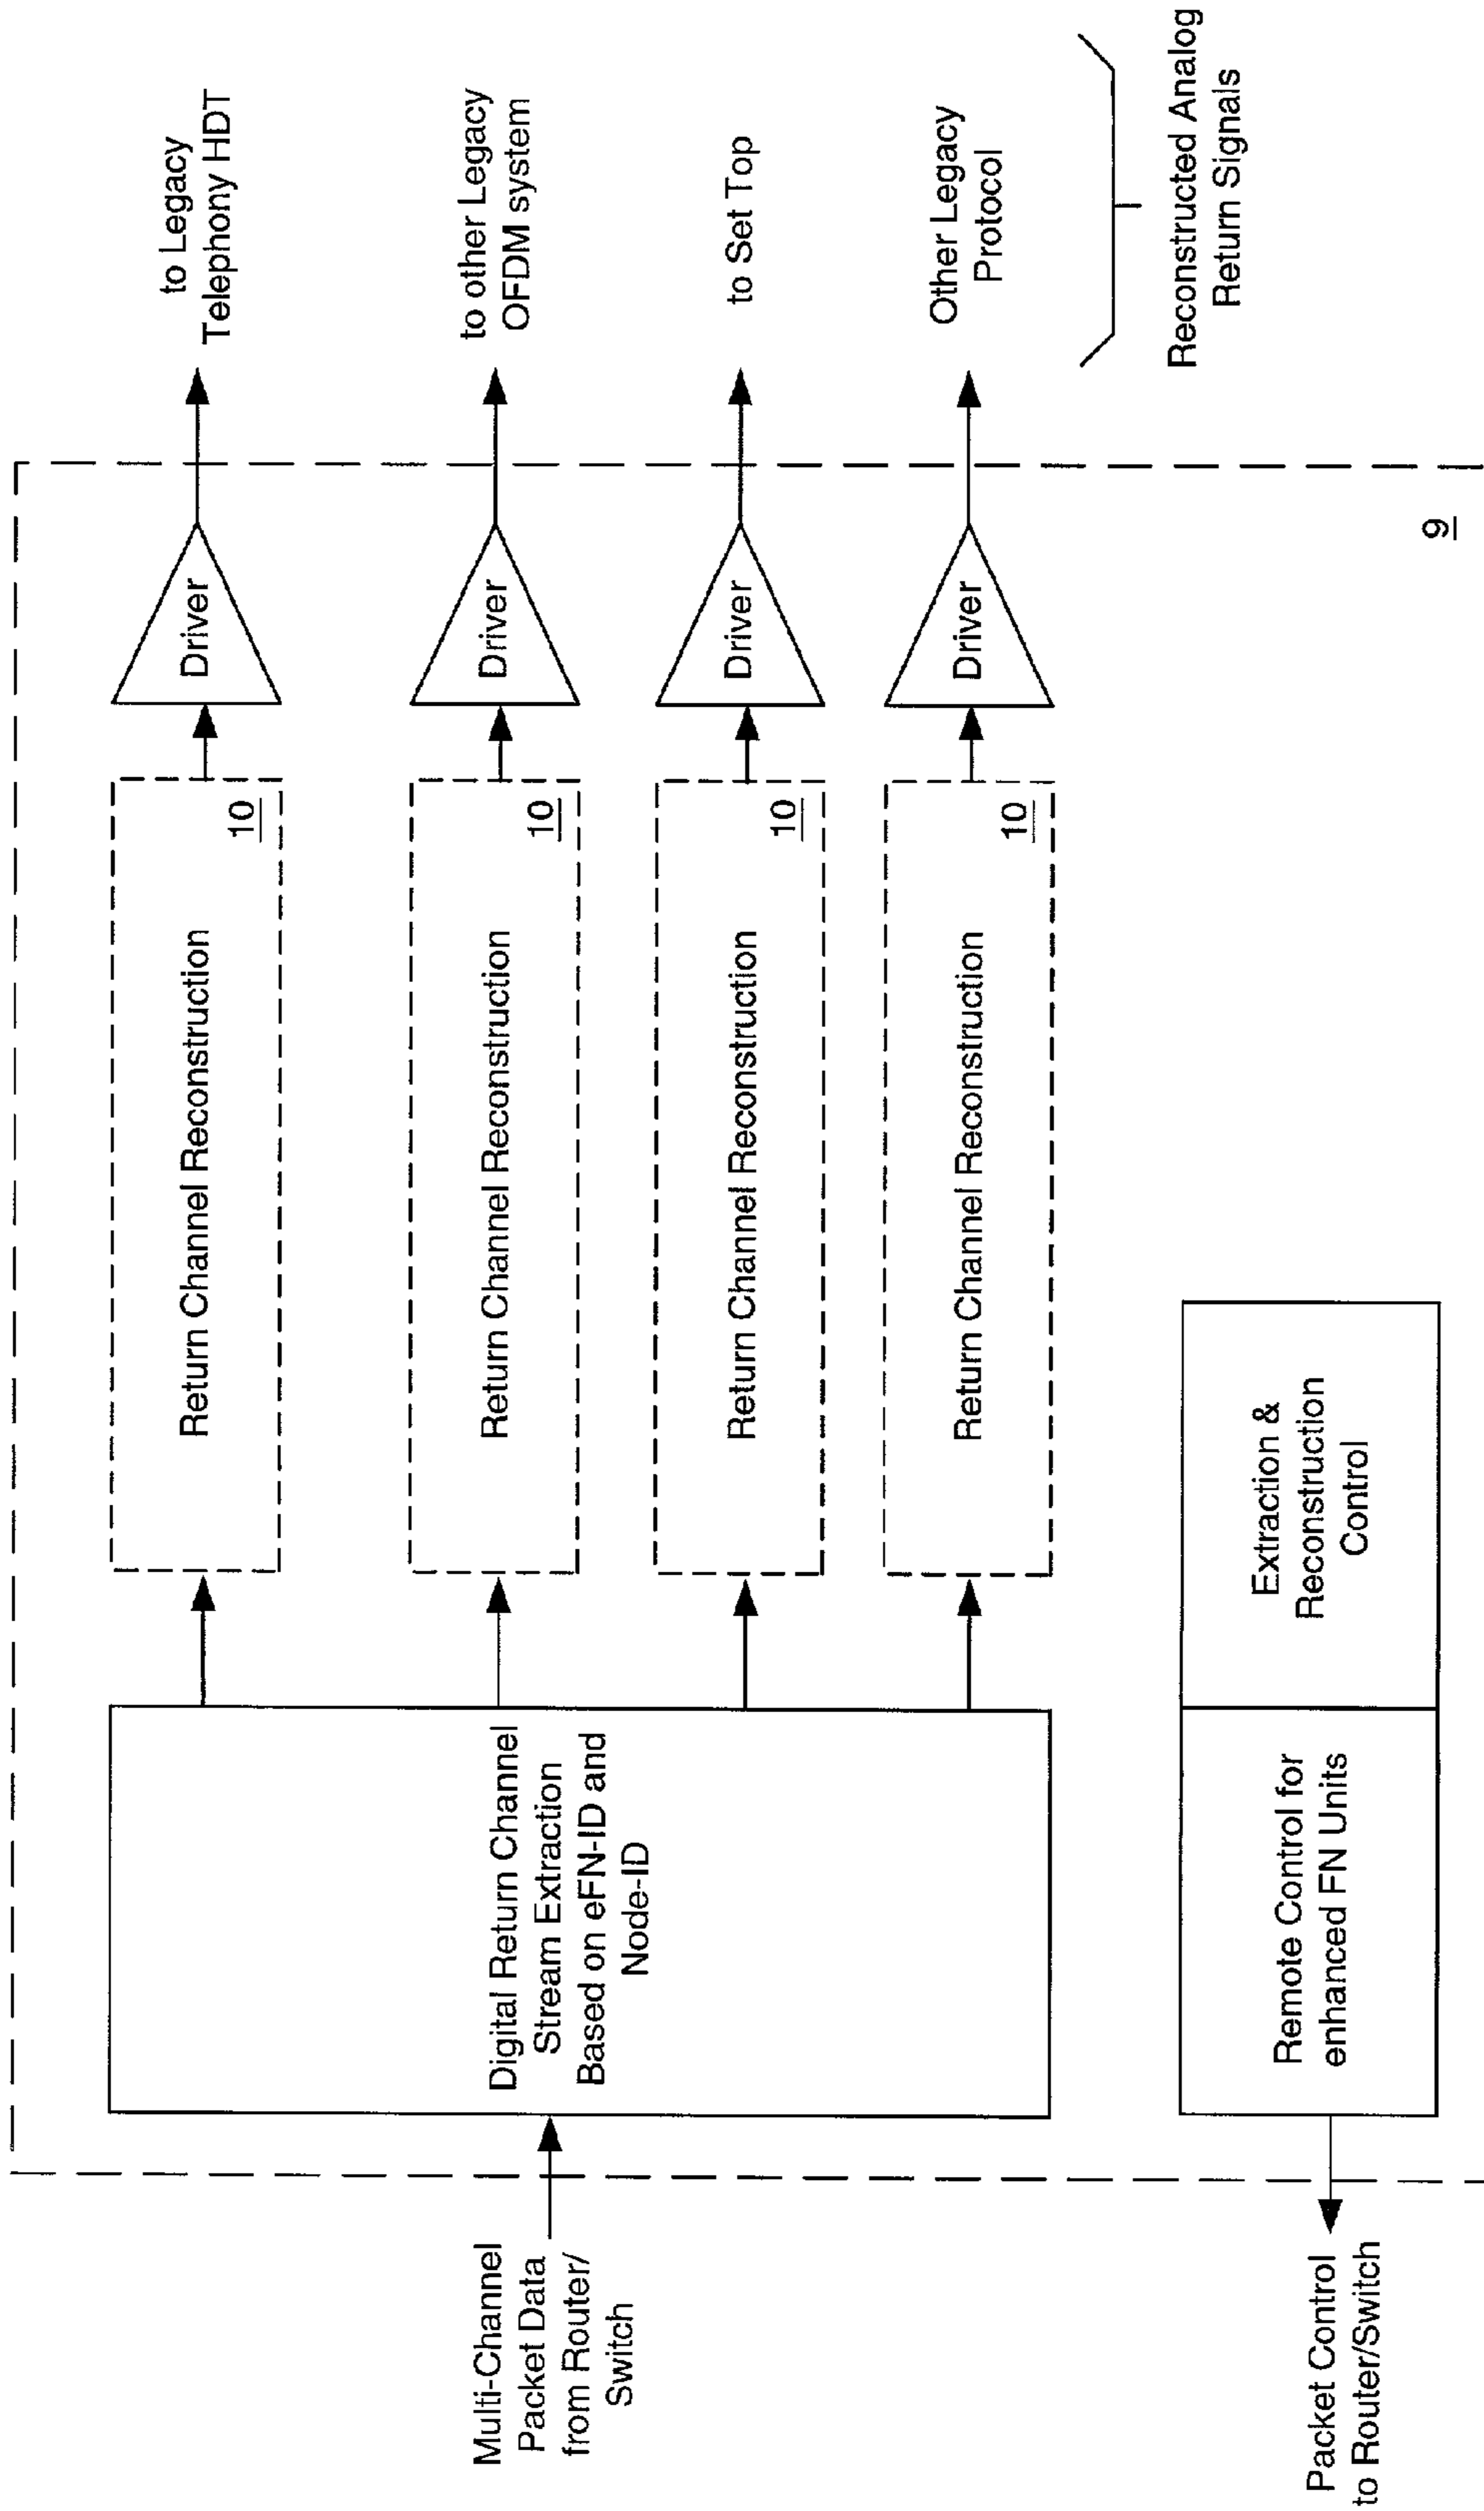 Multi-Channel
Packet Data
from Router/
Switch
Digital Return Channel
Stream Extraction
Based on eFN-ID and
Node-ID
Return Channel Reconstruction
10
Driver
to Legacy
Telephony HDT
Return Channel Reconstruction
10
Driver
to other Legacy
OFDM system
Return Channel Reconstruction
10
Driver
to Set Top
Return Channel Reconstruction
10
Driver
Other Legacy
Protocol
Reconstructed Analog
Return Signals
Packet Control
to Router/Switch
Remote Control for
enhanced FN Units
Extraction &
Reconstruction
Control
9